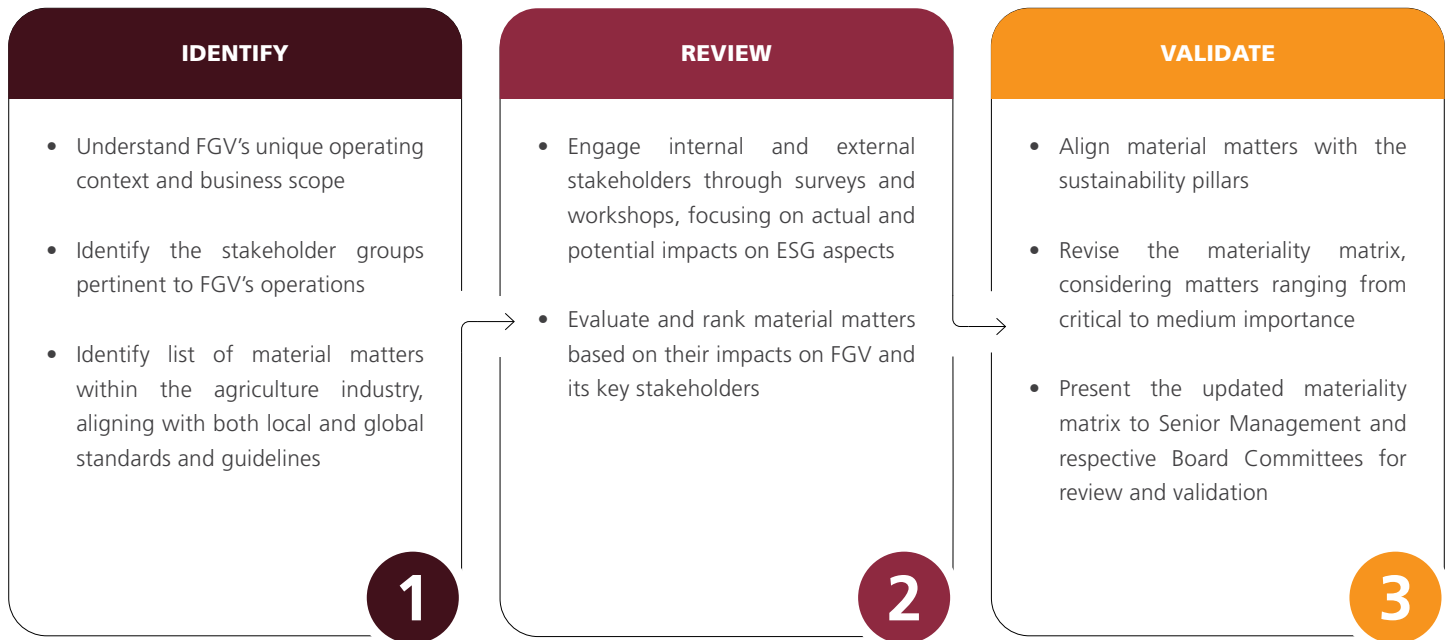 IDENTIFY
• Understand FGV’s unique operating
context and business scope
• Identify the stakeholder groups
pertinent to FGV’s operations
• Identify list of material matters
within the agriculture industry,
aligning with both local and global
standards and guidelines
1
REVIEW
• Engage internal and external
stakeholders through surveys and
workshops, focusing on actual and
potential impacts on ESG aspects
• Evaluate and rank material matters
based on their impacts on FGV and
its key stakeholders
2
VALIDATE
• Align material matters with the
sustainability pillars
• Revise the materiality matrix,
considering matters ranging from
critical to medium importance
• Present the updated materiality
matrix to Senior Management and
respective Board Committees for
review and validation
3